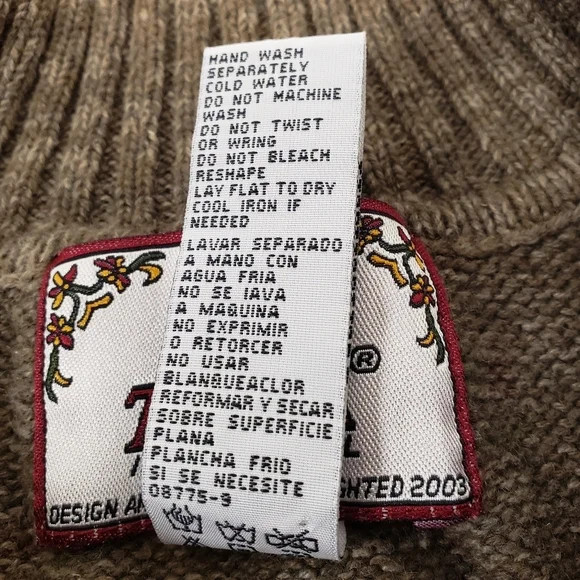 HAND WASH
SEPARATELY
COLD WATER
DO NOT MACHINE
WASH
DO NOT TWIST
OR WRING
DO NOT BLEACH
RESHAPE
LAY FLAT TO DRY
COOL IRON IF
NEEDED
LAVAR SEPARADO
A MANO CON
AGUA FRIA
NO SE IAVA
A MAQUINA
NO EXPRIMIR
O RETORCER
NO USAR
BLANQUEACLOR
REFORMAR Y SECAR
SOBRE SUPERFICIE
PLANA
PLANCHA FRIO
SI SE NECESITE
08775-9
®
DESIGN
2003